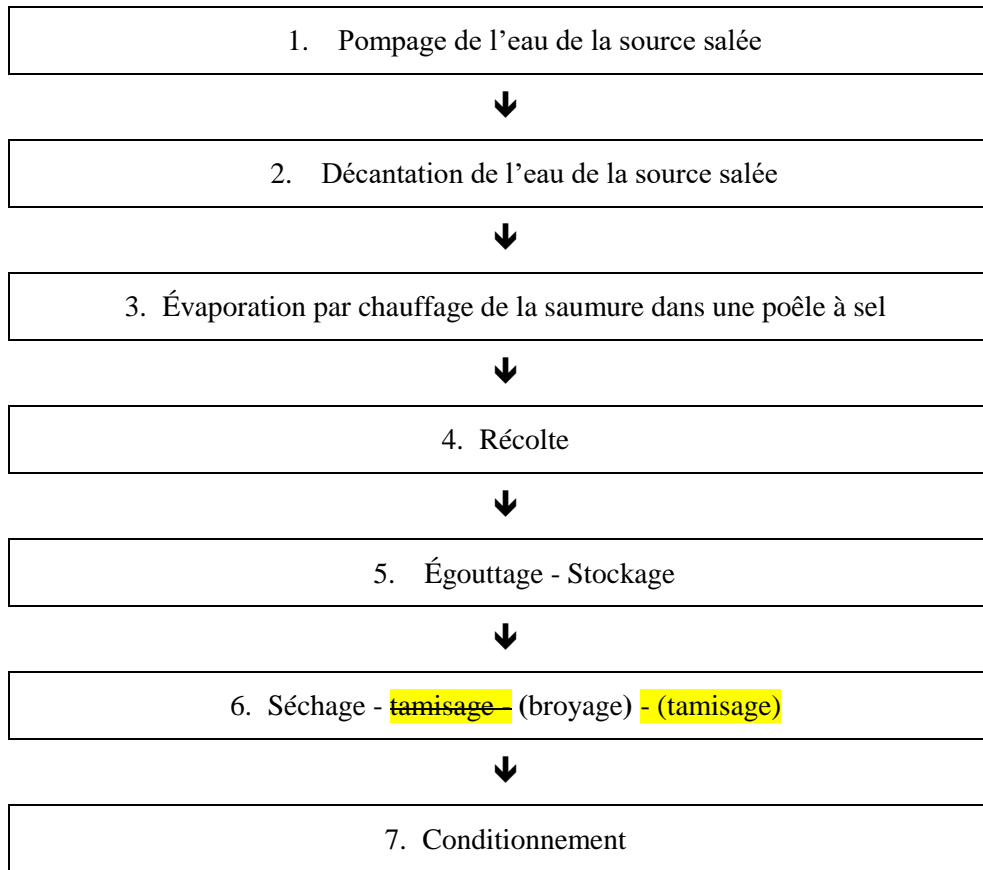 1. Pompage de l’eau de la source salée
2. Décantation de l’eau de la source salée
3. Évaporation par chauffage de la saumure dans une poêle à sel
4. Récolte
5. Égouttage - Stockage
6. Séchage - tamisage - (broyage) - (tamisage)
7. Conditionnement